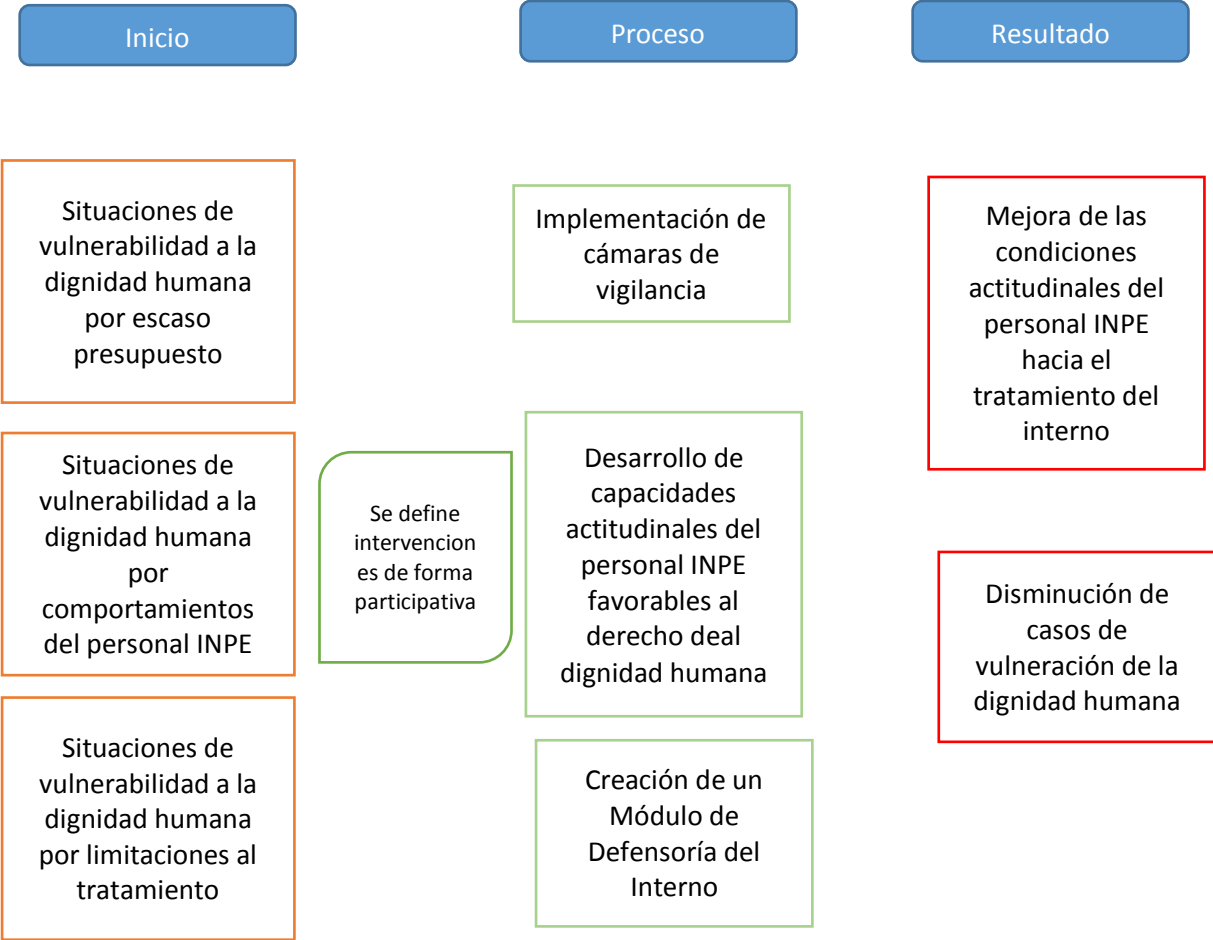 Inicio
Proceso
Resultado
Situaciones de
vulnerabilidad a la
dignidad humana
por escaso
presupuesto
Situaciones de
vulnerabilidad a la
dignidad humana
por
comportamientos
del personal INPE
Situaciones de
vulnerabilidad a la
dignidad humana
por limitaciones al
tratamiento
Se define
intervencion
es de forma
participativa
Implementación de
cámaras de
vigilancia
Desarrollo de
capacidades
actitudinales del
personal INPE
favorables al
derecho deal
dignidad humana
Creación de un
Módulo de
Defensoría del
Interno
Mejora de las
condiciones
actitudinales del
personal INPE
hacia el
tratamiento del
interno
Disminución de
casos de
vulneración de la
dignidad humana